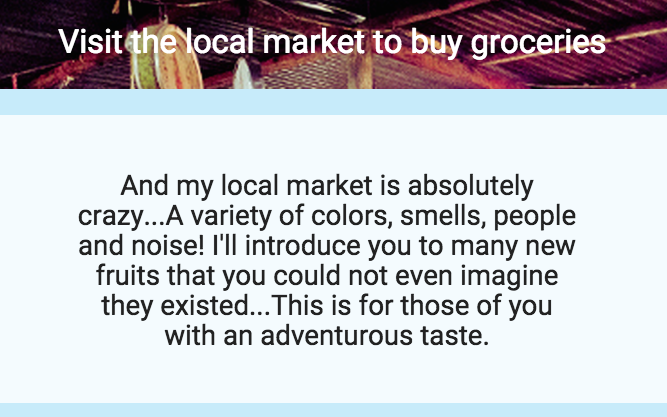 Visit the local market to buy groceries
And my local market is absolutely
crazy...A variety of colors, smells, people
and noise! I'll introduce you to many new
fruits that you could not even imagine
they existed...This is for those of you
with an adventurous taste.